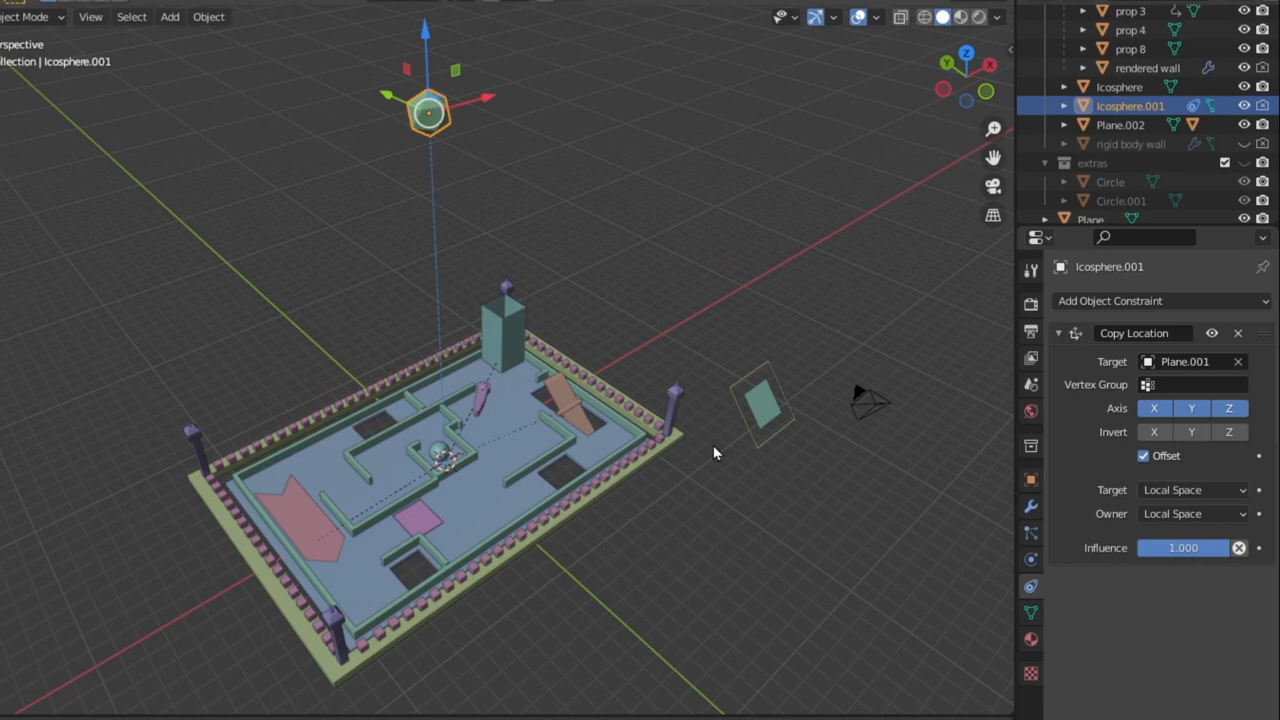 ject Mode View Select Add Object
rspective
llection | Icosphere.001
Z
Y
X
prop 3
prop 4
prop 8
rendered wall
Icosphere
Icosphere.001
Plane.002
rigid body wall
extras
Circle
Circle.001
Plane
Icosphere.001
Add Object Constraint
Copy Location
Target Plane.001
Vertex Group
Axis X Y Z
Invert X Y Z
Offset
Target Local Space
Owner Local Space
Influence 1.000